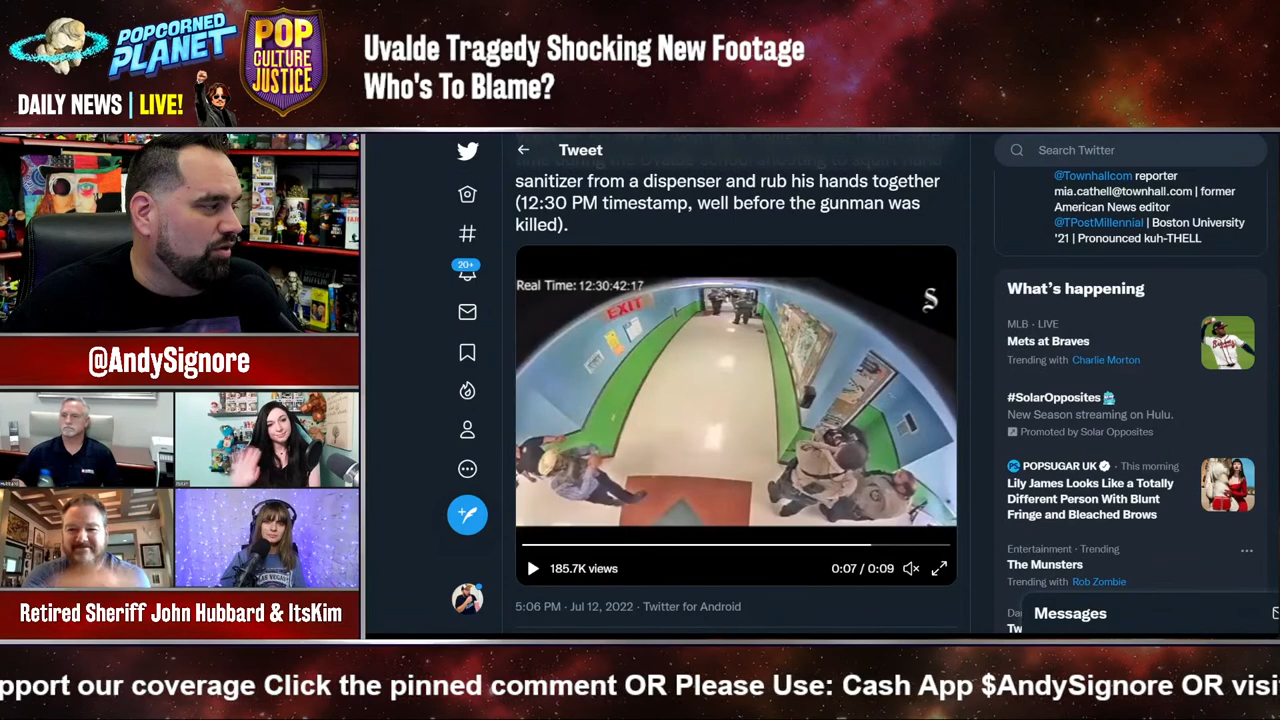 POPCORNED
PLANET
POP
CULTURE
JUSTICE
DAILY NEWS | LIVE!
Uvalde Tragedy Shocking New Footage
Who's To Blame?
@AndySignore
Retired Sheriff John Hubbard & ItsKim
20+
Tweet
sanitizer from a dispenser and rub his hands together
(12:30 PM timestamp, well before the gunman was
killed).
Real Time: 12:30:42:17
EXIT
S
185.7K views
0:07 / 0:09
5:06 PM · Jul 12, 2022 · Twitter for Android
Search Twitter
@Townhallcom reporter
mia.cathell@townhall.com | former
American News editor
@TPostMillennial | Boston University
'21 | Pronounced kuh-THELL
What's happening
MLB · LIVE
Mets at Braves
Trending with Charlie Morton
#SolarOpposites
New Season streaming on Hulu.
Promoted by Solar Opposites
POPSUGAR UK · This morning
Lily James Looks Like a Totally
Different Person With Blunt
Fringe and Bleached Brows
Entertainment · Trending
The Munsters
Trending with Rob Zombie
Da
Tw
Messages
pport our coverage Click the pinned comment OR Please Use: Cash App $AndySignore OR visi